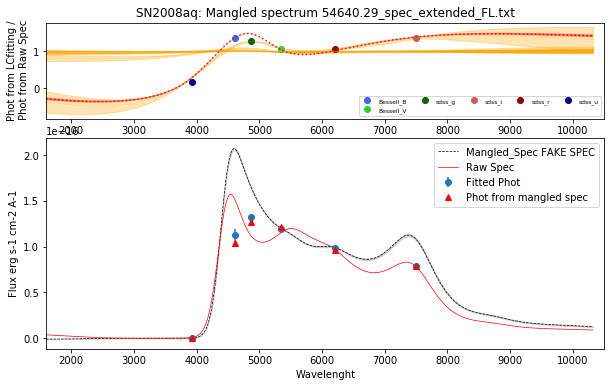 SN2008aq: Mangled spectrum 54640.29_spec_extended_FL.txt
Phot from LCfitting /
Phot from Raw Spec
1
0
Bessell_B
Bessell_V
sdss_g
sdss_i
sdss_r
sdss_u
2000 3000 4000 5000 6000 7000 8000 9000 10000
1e−16
Flux erg s-1 cm-2 A-1
2.0
1.5
1.0
0.5
0.0
Mangled_Spec FAKE SPEC
Raw Spec
Fitted Phot
Phot from mangled spec
2000 3000 4000 5000 6000 7000 8000 9000 10000
Wavelenght